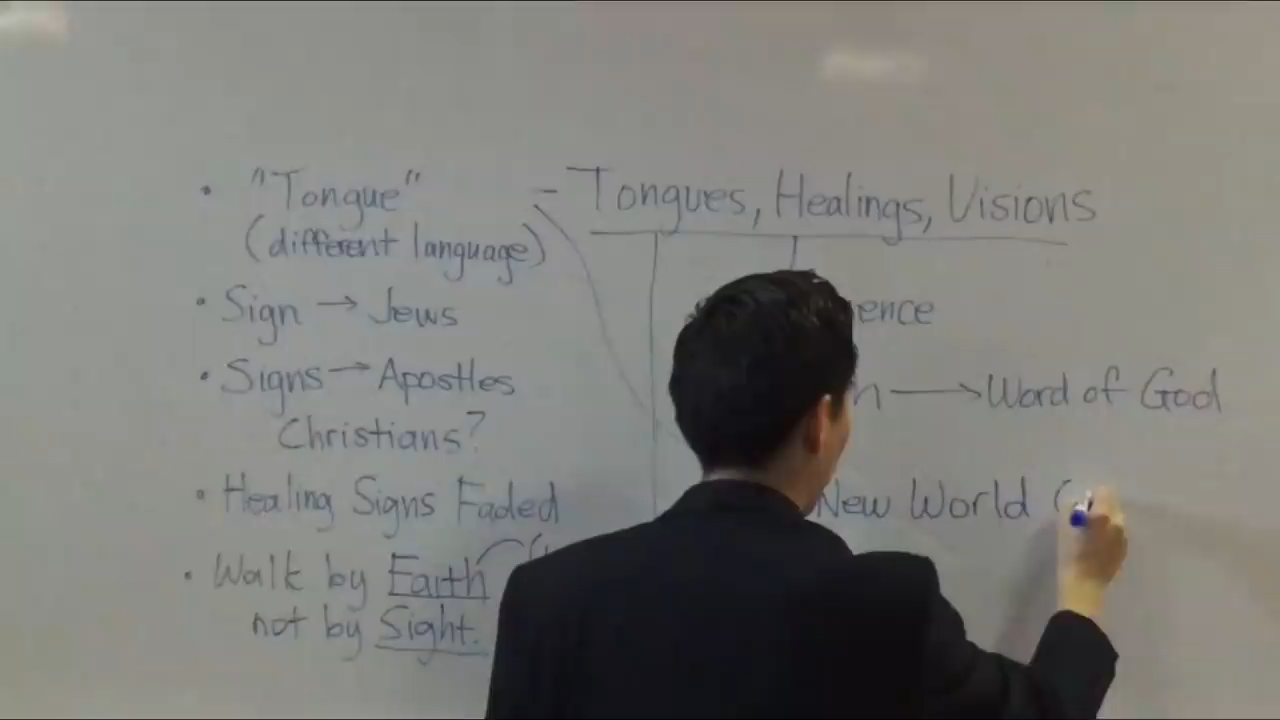 • "Tongue"
(different language)
• Sign → Jews
• Signs → Apostles
Christians?
• Healing Signs Faded
• Walk by Faith
not by Sight.
- Tongues, Healings, Visions
→ Word of God
New World (